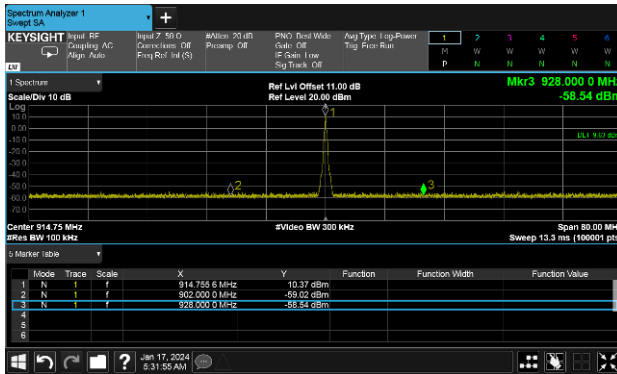 Spectrum Analyzer 1
Swept SA
+
KEYSIGHT Input RF Input Z 50 Ω #Atten 20 dB PNO Best Wide Avg Type Log-Power 1 2 3 4 5 6
Coupling AC Corrections Off Preamp Off Gate Off Trig Free Run M W W W W W
Align Auto Freq Ref Int (S) IF Gain Low P N N N N N
Sig Track Off
LXI
1 Spectrum Ref Lvl Offset 11.00 dB Mkr3 928.000 0 MHz
Scale/Div 10 dB Ref Level 20.00 dBm -58.54 dBm
Log
10.0
0.00
-10.0
-20.0
-30.0
-40.0
-50.0
-60.0
-70.0
1
2
3
Center 914.75 MHz #Video BW 300 kHz Span 80.00 MH
#Res BW 100 kHz Sweep 13.3 ms (100001 pts
5 Marker Table
Mode Trace Scale X Y Function Function Width Function Value
1 N 1 f 914.755 6 MHz 10.37 dBm
2 N 1 f 902.000 0 MHz -59.02 dBm
3 N 1 f 928.000 0 MHz -58.54 dBm
4
5
6
? Jan 17, 2024
5:31:55 AM